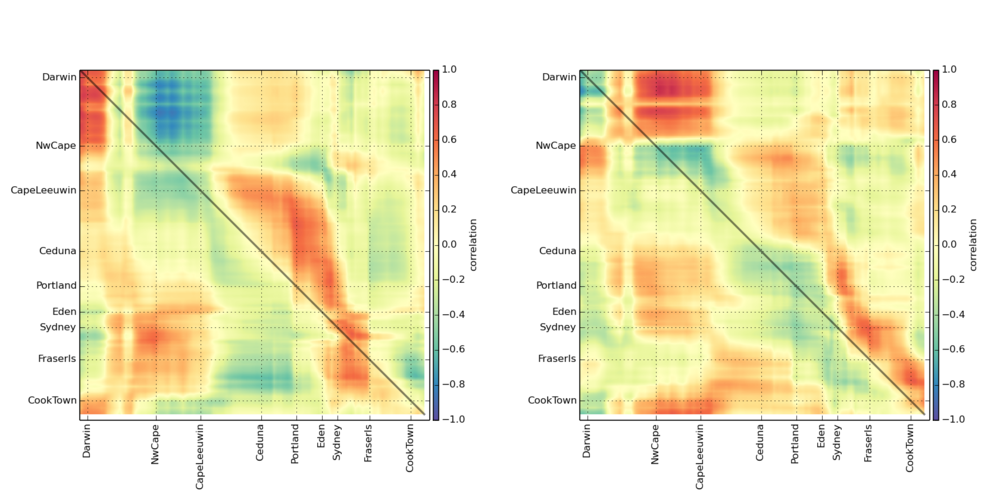 Darwin
NwCape
CapeLeeuwin
Ceduna
Portland
Eden
Sydney
FraserIs
CookTown
Darwin
NwCape
CapeLeeuwin
Ceduna
Portland
Eden
Sydney
FraserIs
CookTown
1.0
0.8
0.6
0.4
0.2
0.0
−0.2
−0.4
−0.6
−0.8
−1.0
correlation
Darwin
NwCape
CapeLeeuwin
Ceduna
Portland
Eden
Sydney
FraserIs
CookTown
Darwin
NwCape
CapeLeeuwin
Ceduna
Portland
Eden
Sydney
FraserIs
CookTown
1.0
0.8
0.6
0.4
0.2
0.0
−0.2
−0.4
−0.6
−0.8
−1.0
correlation